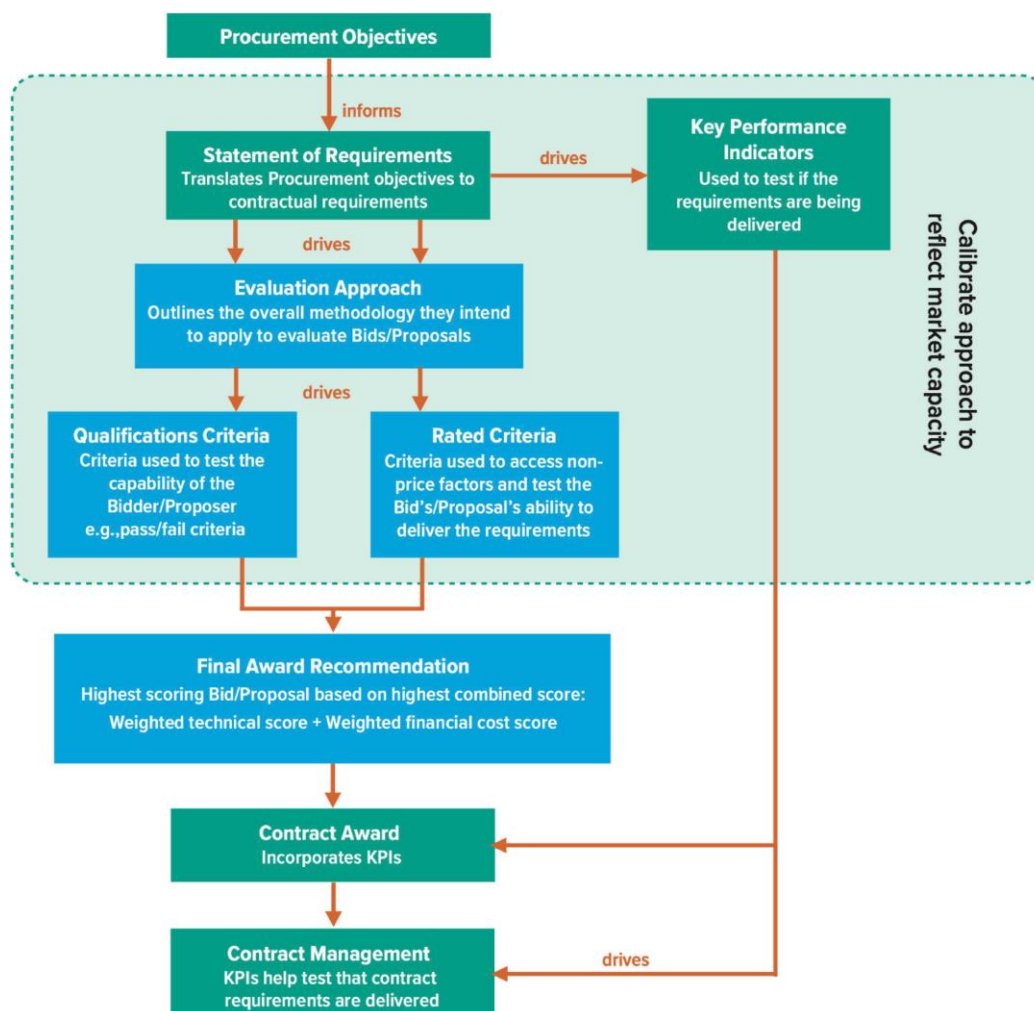 Procurement Objectives
informs
Statement of Requirements
Translates Procurement objectives to
contractual requirements
drives
Key Performance
Indicators
Used to test if the
requirements are being
delivered
drives
Evaluation Approach
Outlines the overall methodology they intend
to apply to evaluate Bids/Proposals
drives
Qualifications Criteria
Criteria used to test the
capability of the
Bidder/Proposer
e.g.,pass/fail criteria
Rated Criteria
Criteria used to access non-
price factors and test the
Bid's/Proposal's ability to
deliver the requirements
Calibrate approach to
reflect market capacity
Final Award Recommendation
Highest scoring Bid/Proposal based on highest combined score:
Weighted technical score + Weighted financial cost score
Contract Award
Incorporates KPIs
Contract Management
KPIs help test that contract
requirements are delivered
drives